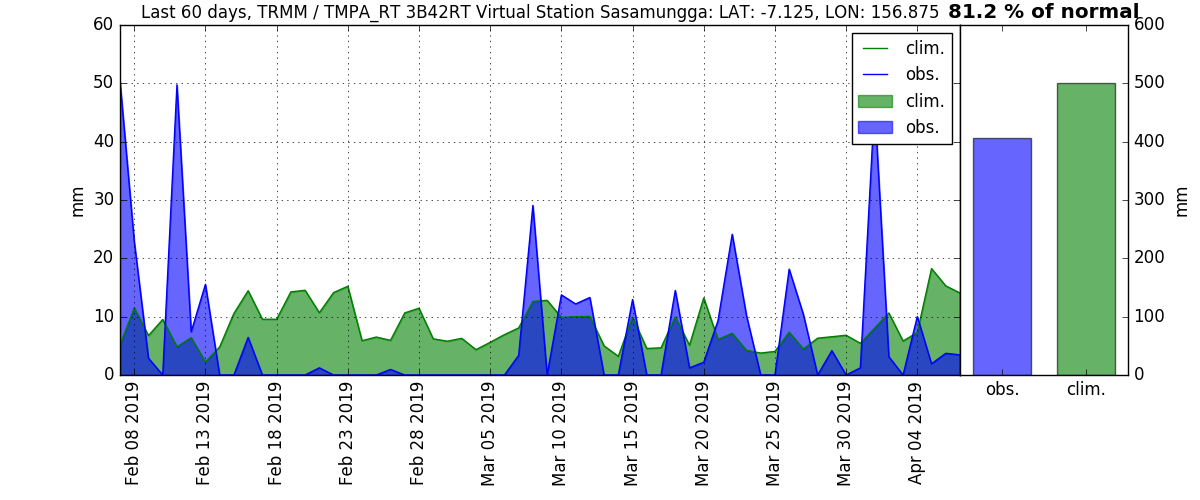 Last 60 days, TRMM / TMPA_RT 3B42RT Virtual Station Sasamungga: LAT: -7.125, LON: 156.875
81.2 % of normal
60
50
40
30
20
10
0
mm
clim.
obs.
clim.
obs.
600
500
400
300
200
100
0
mm
obs.
clim.
Feb 08 2019
Feb 13 2019
Feb 18 2019
Feb 23 2019
Feb 28 2019
Mar 05 2019
Mar 10 2019
Mar 15 2019
Mar 20 2019
Mar 25 2019
Mar 30 2019
Apr 04 2019